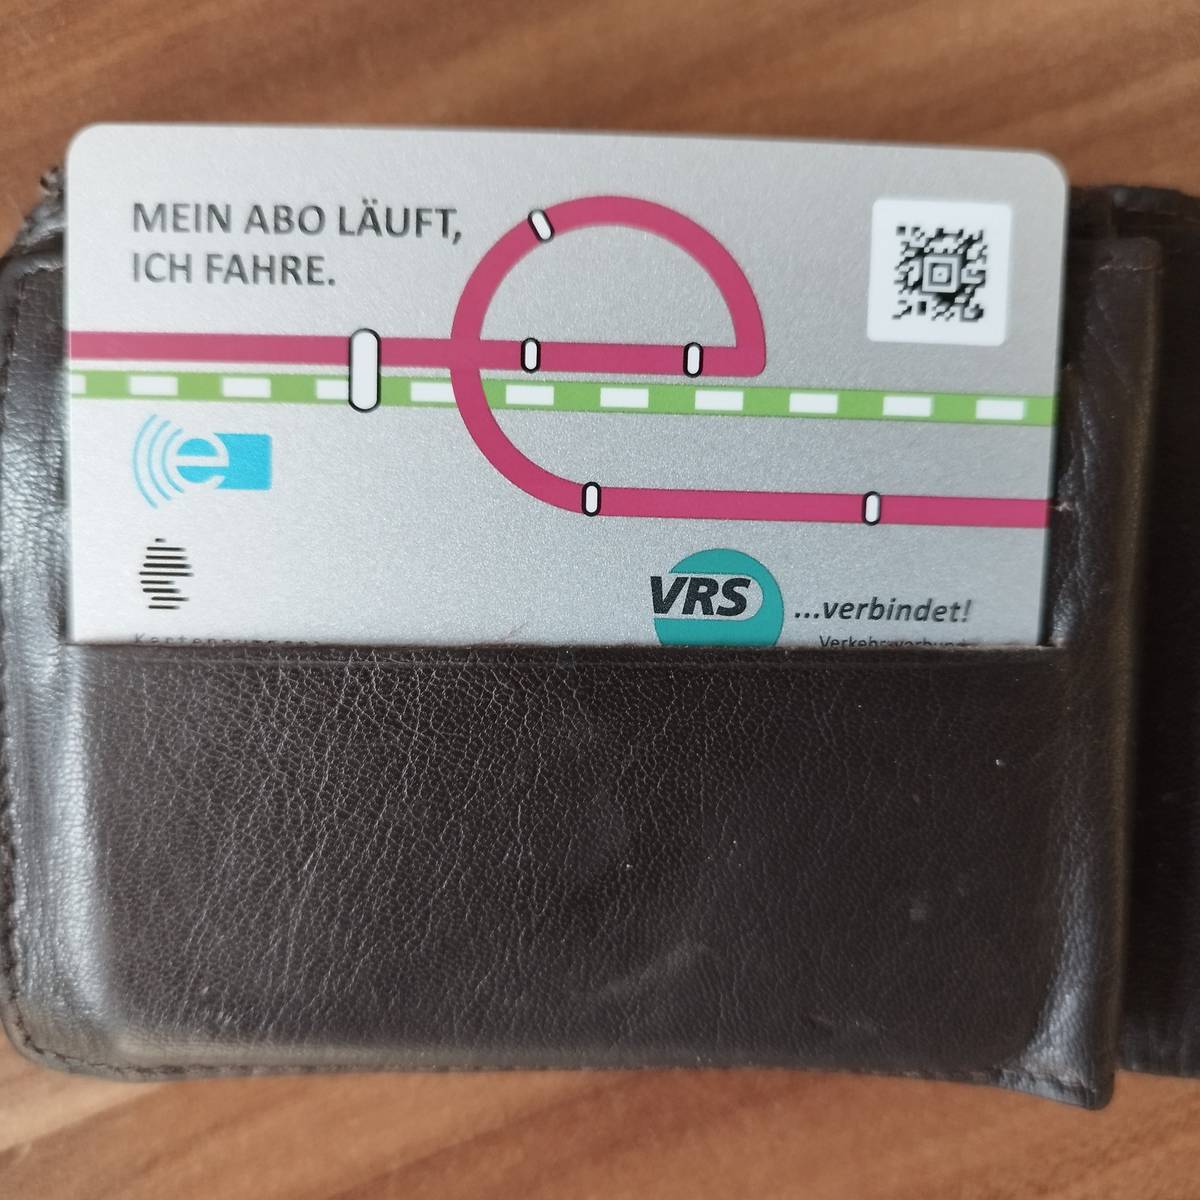 MEIN ABO LÄUFT,
ICH FAHRE.
e
VRS
...verbindet!